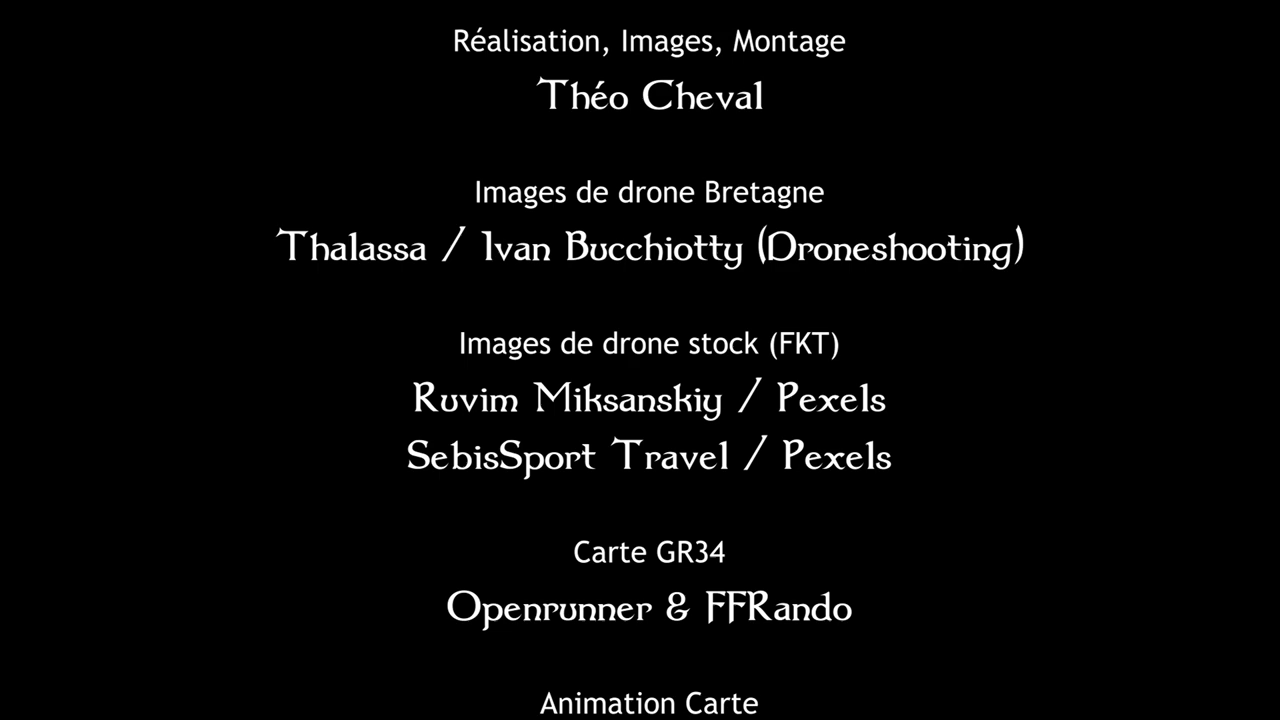 Réalisation, Images, Montage
Théo Cheval
Images de drone Bretagne
Thalassa / Ivan Bucchiotty (Droneshooting)
Images de drone stock (FKT)
Ruvim Miksanskiy / Pexels
SebisSport Travel / Pexels
Carte GR34
Openrunner & FFRando
Animation Carte